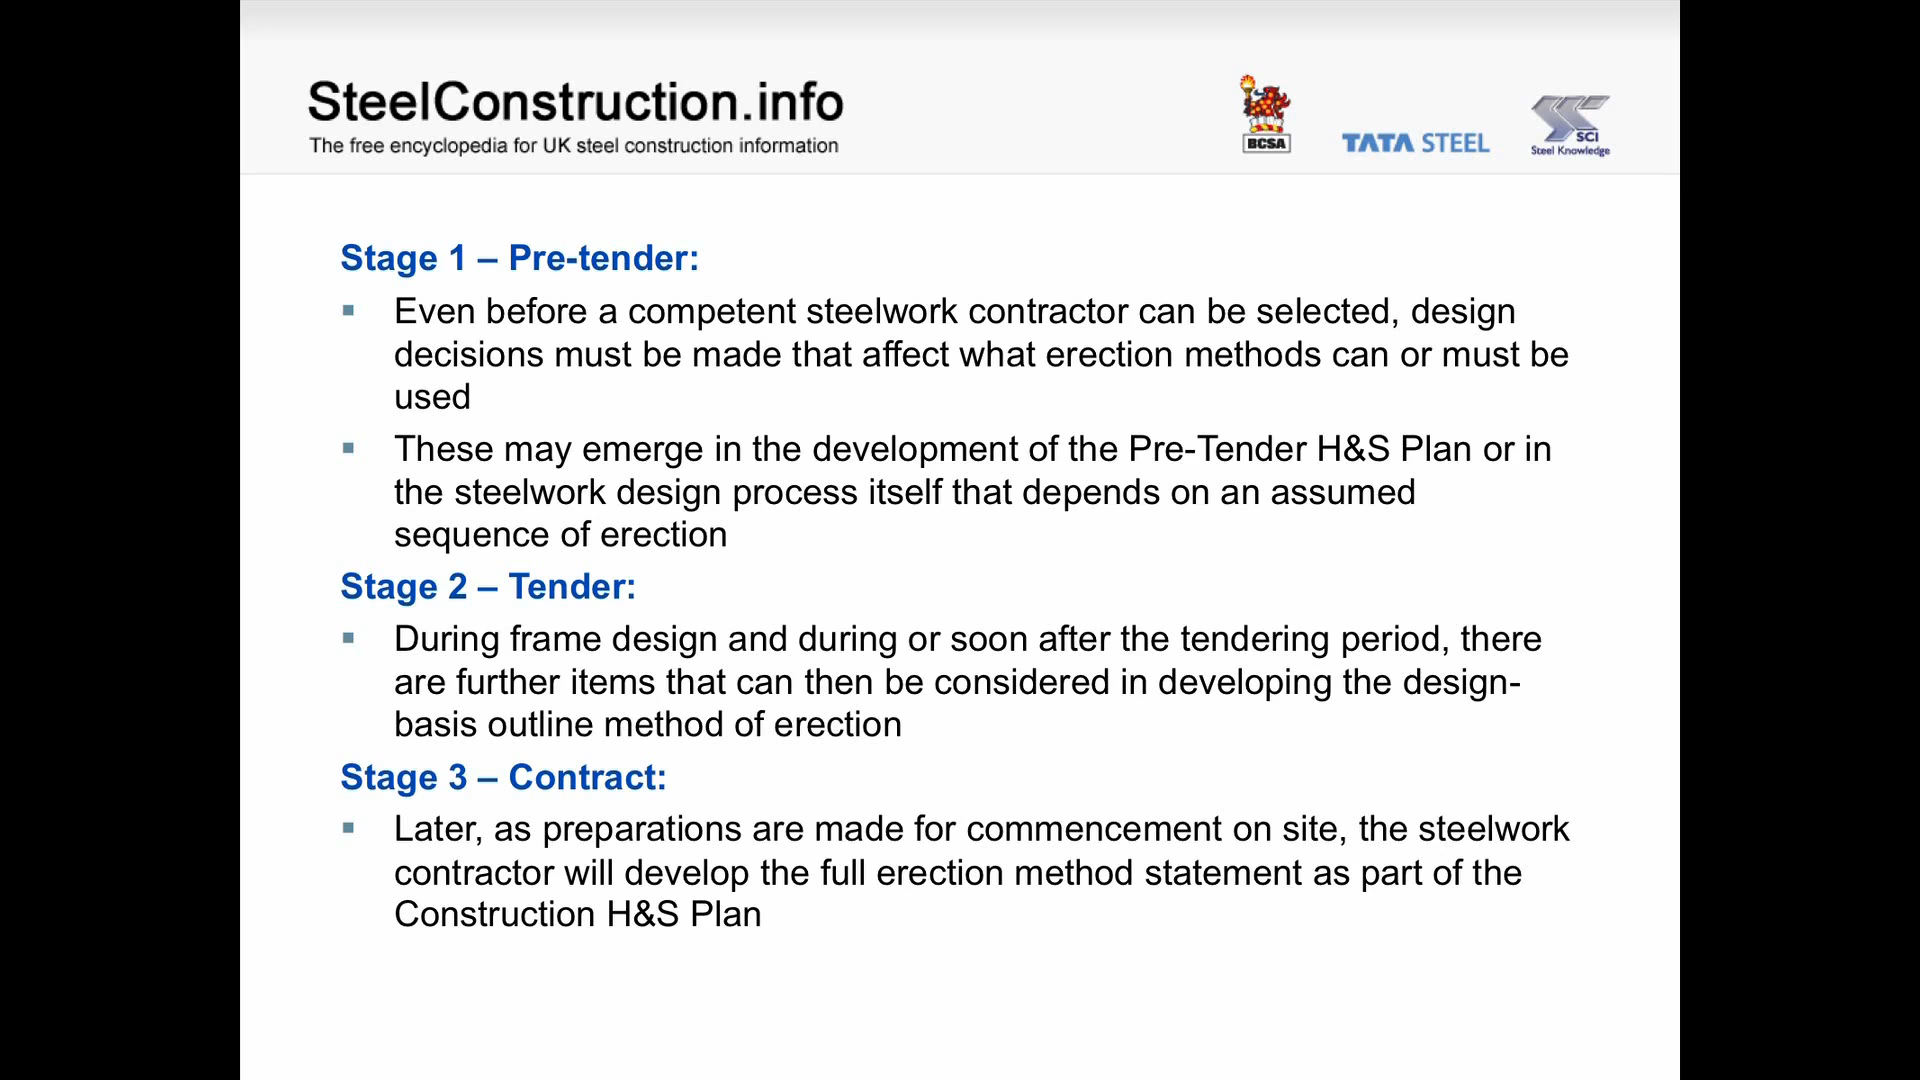 SteelConstruction.info
The free encyclopedia for UK steel construction information
BCSA
TATA STEEL
SCI
Steel Knowledge
Stage 1 – Pre-tender:
▪ Even before a competent steelwork contractor can be selected, design
decisions must be made that affect what erection methods can or must be
used
▪ These may emerge in the development of the Pre-Tender H&S Plan or in
the steelwork design process itself that depends on an assumed
sequence of erection
Stage 2 – Tender:
▪ During frame design and during or soon after the tendering period, there
are further items that can then be considered in developing the design-
basis outline method of erection
Stage 3 – Contract:
▪ Later, as preparations are made for commencement on site, the steelwork
contractor will develop the full erection method statement as part of the
Construction H&S Plan